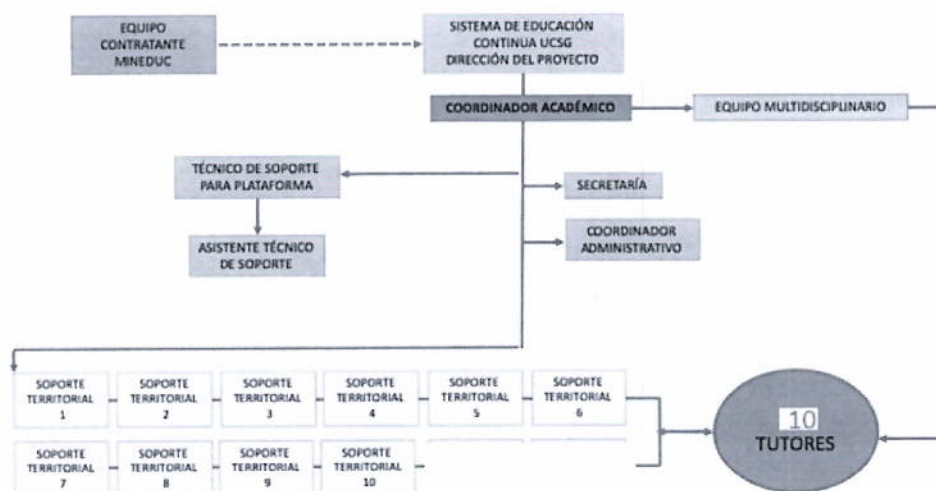 EQUIPO
CONTRATANTE
MINEDUC
SISTEMA DE EDUCACIÓN
CONTINUA UCSG
DIRECCIÓN DEL PROYECTO
COORDINADOR ACADÉMICO
EQUIPO MULTIDISCIPLINARIO
TÉCNICO DE SOPORTE
PARA PLATAFORMA
SECRETARÍA
ASISTENTE TÉCNICO
DE SOPORTE
COORDINADOR
ADMINISTRATIVO
SOPORTE
TERRITORIAL
1
SOPORTE
TERRITORIAL
2
SOPORTE
TERRITORIAL
3
SOPORTE
TERRITORIAL
4
SOPORTE
TERRITORIAL
5
SOPORTE
TERRITORIAL
6
SOPORTE
TERRITORIAL
7
SOPORTE
TERRITORIAL
8
SOPORTE
TERRITORIAL
9
SOPORTE
TERRITORIAL
10
10
TUTORES